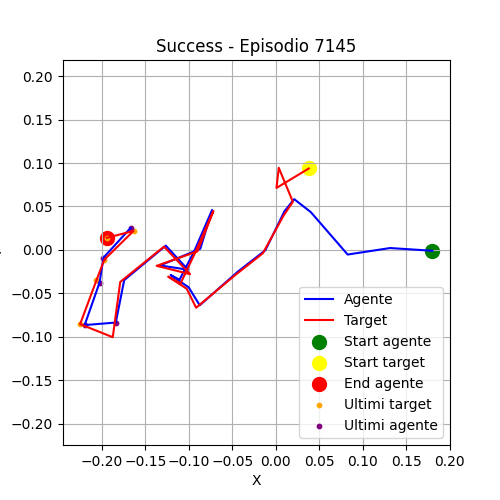 Success - Episodio 7145
0.20
0.15
0.10
0.05
0.00
−0.05
−0.10
−0.15
−0.20
−0.20 −0.15 −0.10 −0.05 0.00 0.05 0.10 0.15 0.20
X
Agente
Target
Start agente
Start target
End agente
Ultimi target
Ultimi agente